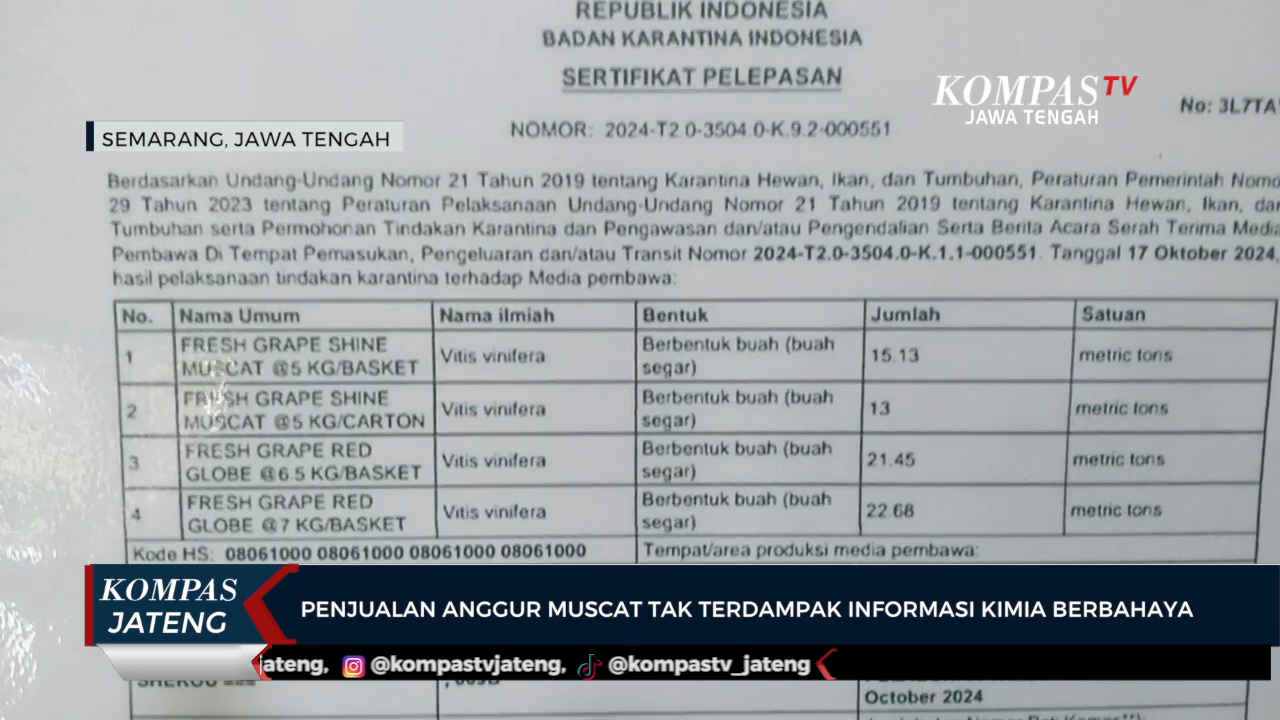 REPUBLIK INDONESIA
BADAN KARANTINA INDONESIA
SERTIFIKAT PELEPASAN
KOMPAS TV
JAWA TENGAH
No: 3L7TA
SEMARANG, JAWA TENGAH
NOMOR: 2024-T2.0-3504.0-K.9.2-000551
Berdasarkan Undang-Undang Nomor 21 Tahun 2019 tentang Karantina Hewan, Ikan, dan Tumbuhan, Peraturan Pemerintah Nomo
29 Tahun 2023 tentang Peraturan Pelaksanaan Undang-Undang Nomor 21 Tahun 2019 tentang Karantina Hewan, Ikan, dan
Tumbuhan serta Permohonan Tindakan Karantina dan Pengawasan dan/atau Pengendalian Serta Berita Acara Serah Terima Media
Pembawa Di Tempat Pemasukan, Pengeluaran dan/atau Transit Nomor 2024-T2.0-3504.0-K.1.1-000551. Tanggal 17 Oktober 2024,
hasil pelaksanaan tindakan karantina terhadap Media pembawa:
No. Nama Umum Nama ilmiah Bentuk Jumlah Satuan
1 FRESH GRAPE SHINE MUSCAT @5 KG/BASKET Vitis vinifera Berbentuk buah (buah segar) 15.13 metric tons
2 FRESH GRAPE SHINE MUSCAT @5 KG/CARTON Vitis vinifera Berbentuk buah (buah segar) 13 metric tons
3 FRESH GRAPE RED GLOBE @6.5 KG/BASKET Vitis vinifera Berbentuk buah (buah segar) 21.45 metric tons
4 FRESH GRAPE RED GLOBE @7 KG/BASKET Vitis vinifera Berbentuk buah (buah segar) 22.68 metric tons
Kode HS: 08061000 08061000 08061000 08061000 Tempat/area produksi media pembawa:
KOMPAS
JATENG
PENJUALAN ANGGUR MUSCAT TAK TERDAMPAK INFORMASI KIMIA BERBAHAYA
jateng, @kompastvjateng, @kompastv_jateng
October 2024